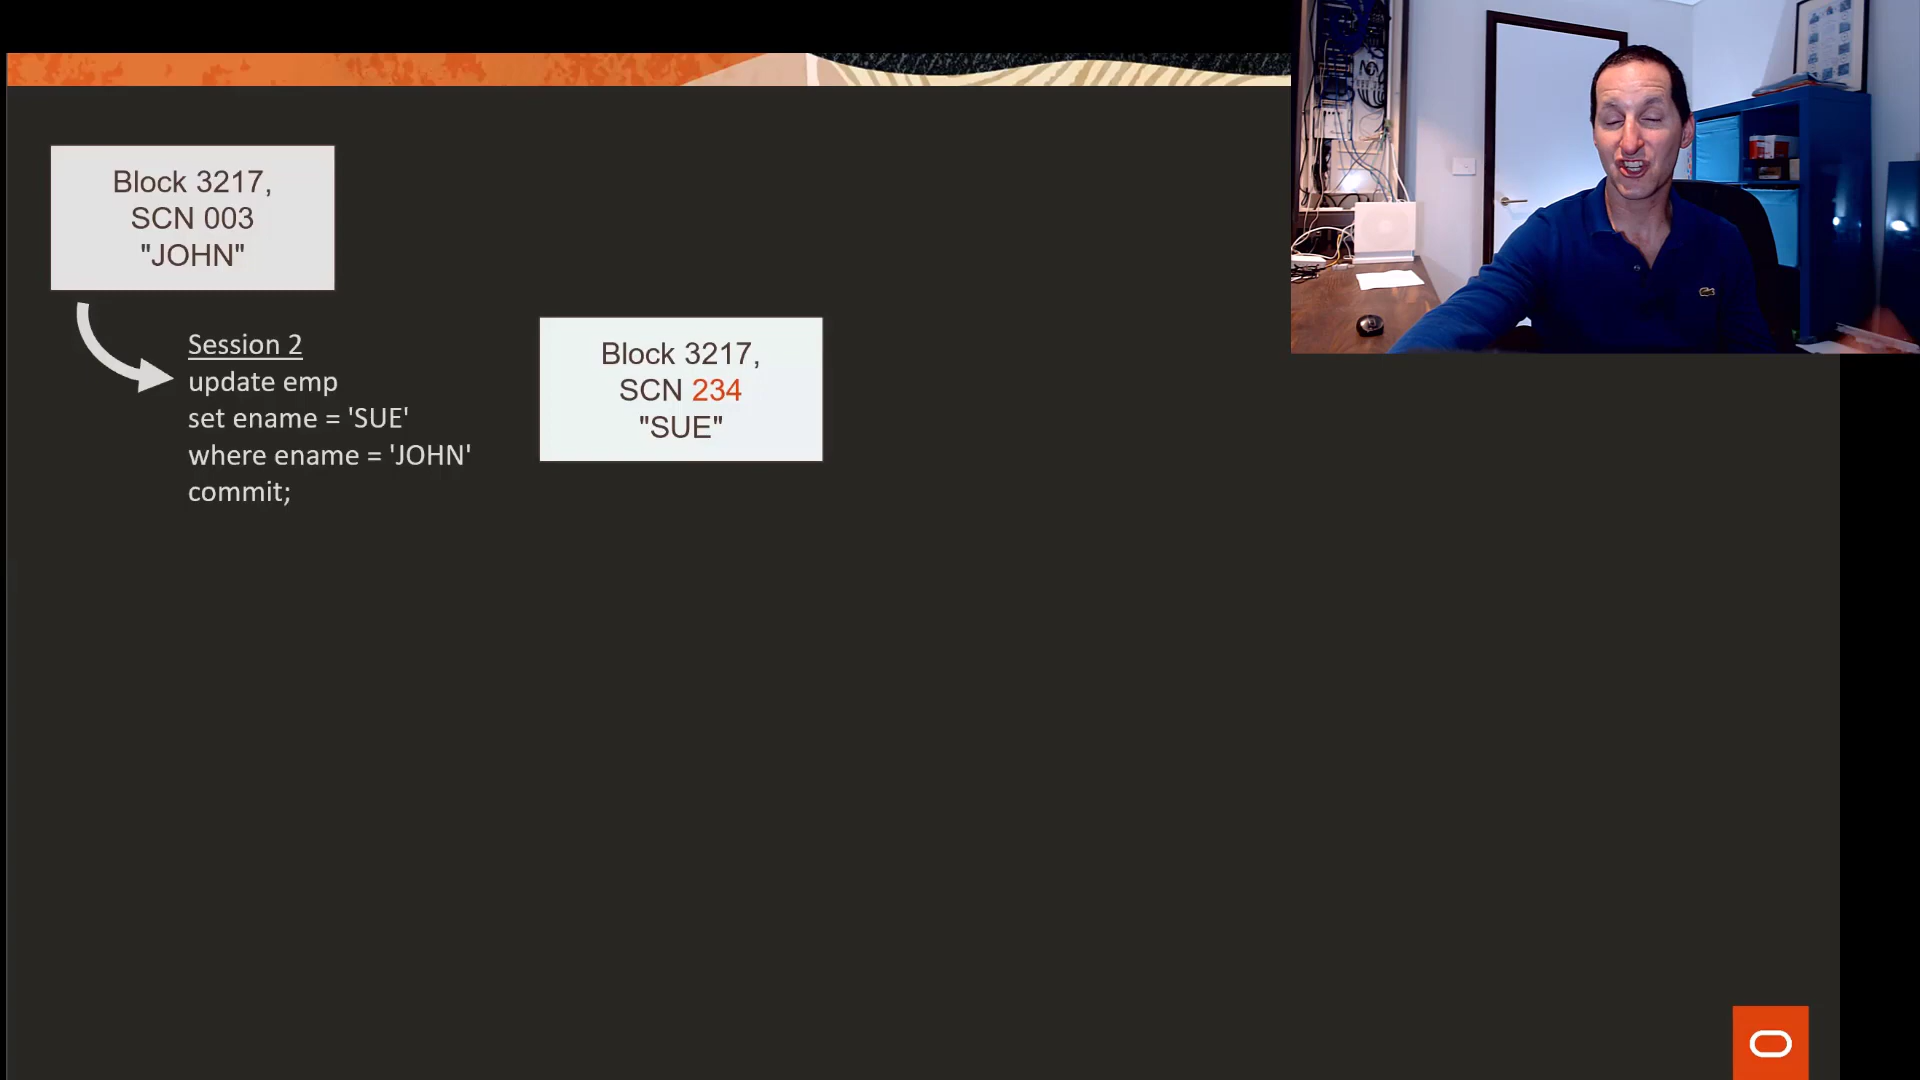 Block 3217,
SCN 003
"JOHN"
Session 2
update emp
set ename = 'SUE'
where ename = 'JOHN'
commit;
Block 3217,
SCN 234
"SUE"